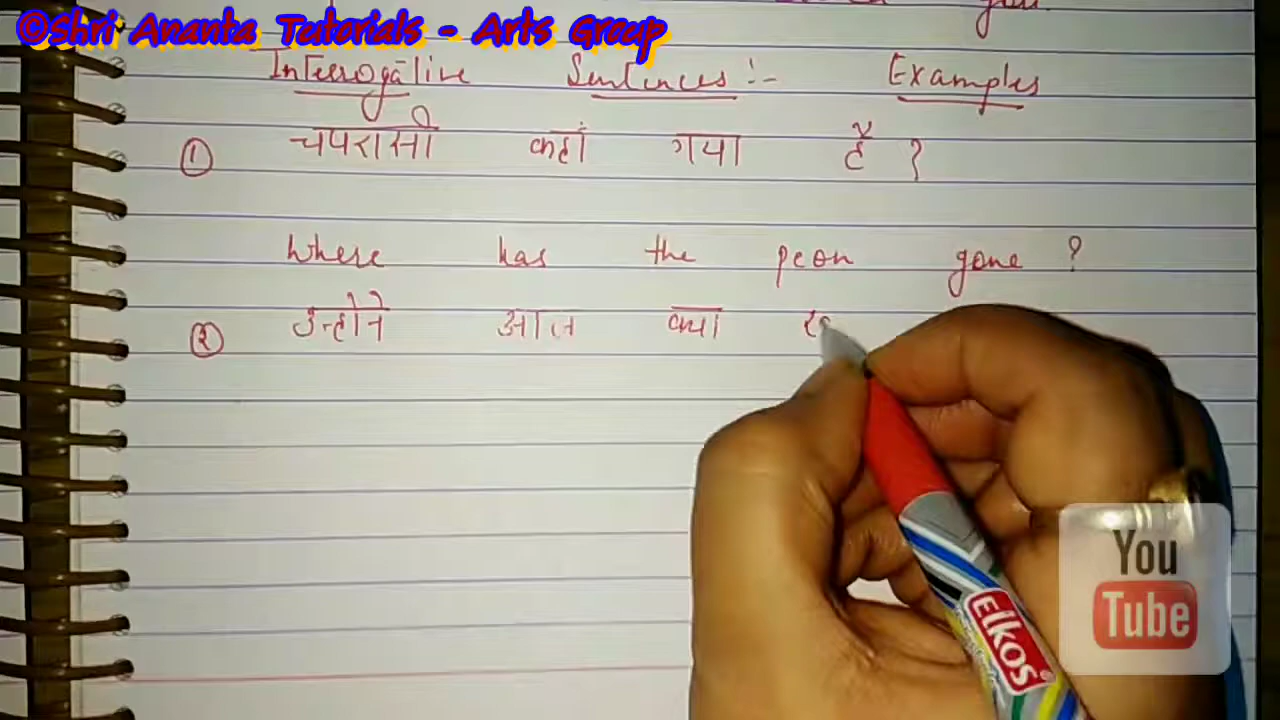 ©Shri Ananta Tutorials - Arts Group
Interrogative Sentences :- Examples
① चपरासी कहां गया है ?
Where has the peon gone ?
② उन्होंने आज क्या
Elkos
You
Tube